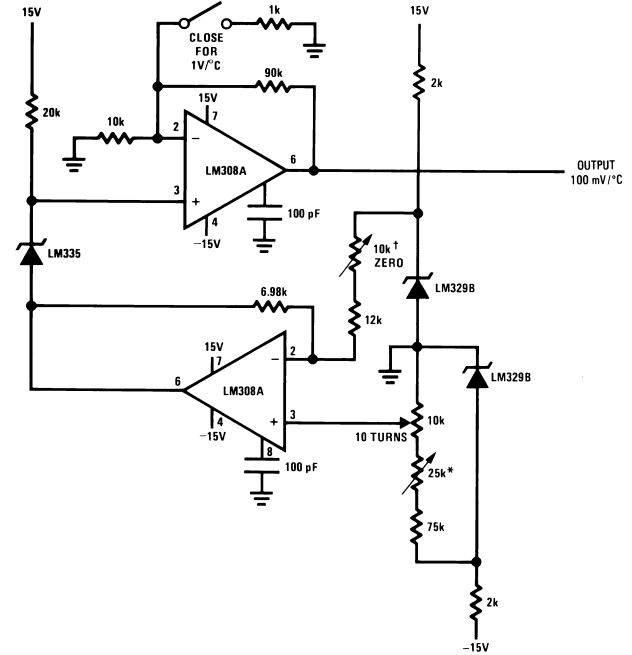 15V
CLOSE
FOR
1V/°C
1k
15V
2k
20k
10k
90k
15V
7
2
−
LM308A
6
3
+
4
−15V
100 pF
OUTPUT
100 mV/°C
LM335
10k†
ZERO
LM329B
6.98k
12k
15V
7
2
−
6
LM308A
3
+
4
−15V
8
100 pF
LM329B
10k
10 TURNS
25k*
75k
2k
−15V